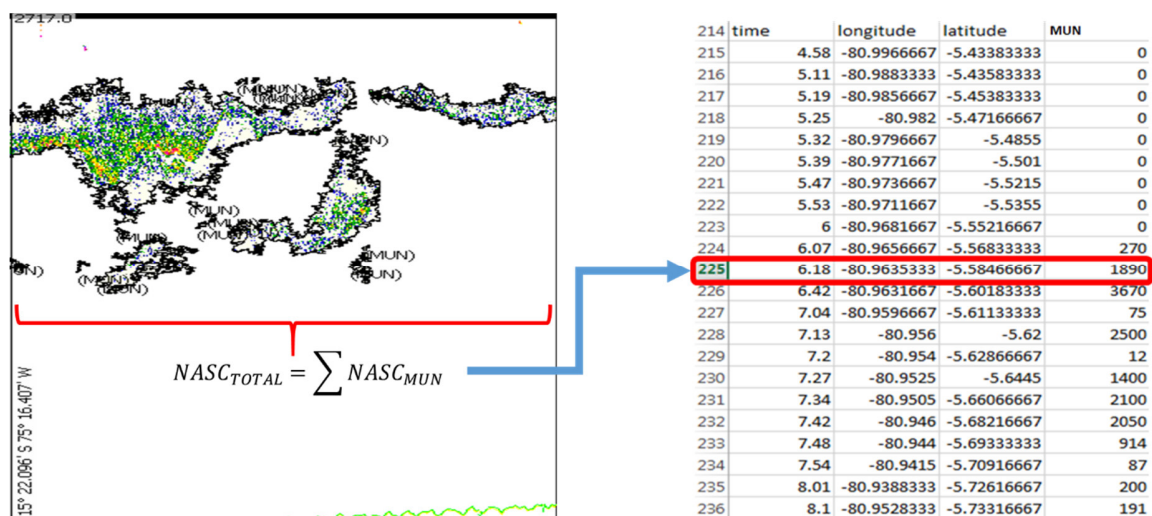 2717.0
(MUN)
(MUN)
(MUN)
(MUN)
(MUN)
(MUN)
(MUN)
(MUN)
NASC_TOTAL = ∑ NASC_MUN
15° 22.096' S 75° 16.407' W
214 time longitude latitude MUN
215 4.58 -80.9966667 -5.43383333 0
216 5.11 -80.9883333 -5.43583333 0
217 5.19 -80.9856667 -5.45383333 0
218 5.25 -80.982 -5.47166667 0
219 5.32 -80.9796667 -5.4855 0
220 5.39 -80.9771667 -5.501 0
221 5.47 -80.9736667 -5.5215 0
222 5.53 -80.9711667 -5.5355 0
223 6 -80.9681667 -5.55216667 0
224 6.07 -80.9656667 -5.56833333 270
225 6.18 -80.9635333 -5.58466667 1890
226 6.42 -80.9631667 -5.60183333 3670
227 7.04 -80.9596667 -5.61133333 75
228 7.13 -80.956 -5.62 2500
229 7.2 -80.954 -5.62866667 12
230 7.27 -80.9525 -5.6445 1400
231 7.34 -80.9505 -5.66066667 2100
232 7.42 -80.946 -5.68216667 2050
233 7.48 -80.944 -5.69333333 914
234 7.54 -80.9415 -5.70916667 87
235 8.01 -80.9388333 -5.72616667 200
236 8.1 -80.9528333 -5.73316667 191